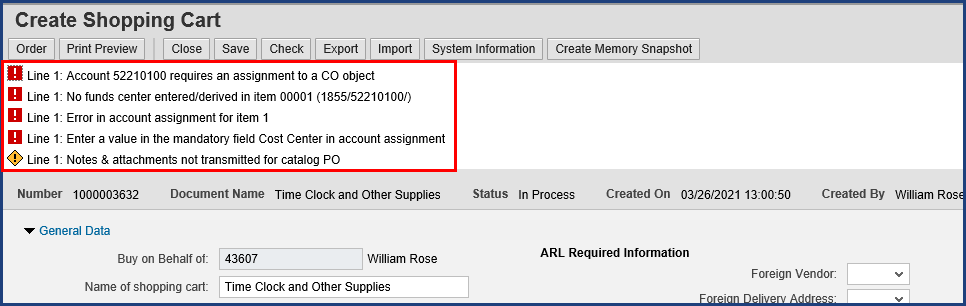 Create Shopping Cart
Order Print Preview Close Save Check Export Import System Information Create Memory Snapshot
Line 1: Account 52210100 requires an assignment to a CO object
Line 1: No funds center entered/derived in item 00001 (1855/52210100/)
Line 1: Error in account assignment for item 1
Line 1: Enter a value in the mandatory field Cost Center in account assignment
Line 1: Notes & attachments not transmitted for catalog PO
Number 1000003632 Document Name Time Clock and Other Supplies Status In Process Created On 03/26/2021 13:00:50 Created By William Rose
General Data
Buy on Behalf of: 43607 William Rose
ARL Required Information
Foreign Vendor:
Name of shopping cart: Time Clock and Other Supplies
Foreign Delivery Address: